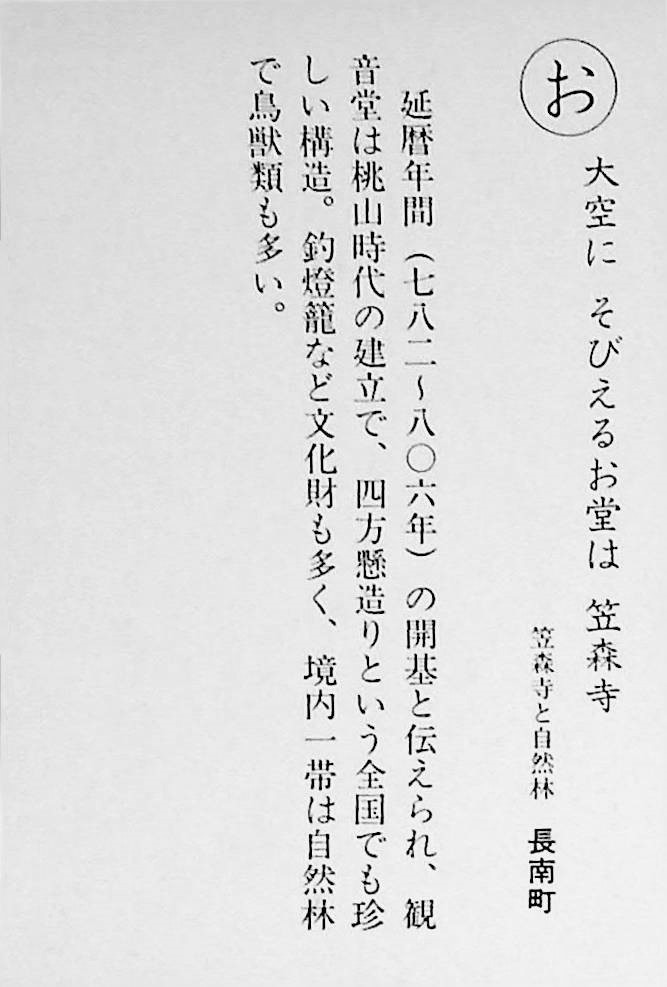 お
大空に そびえるお堂は 笠森寺
笠森寺と自然林 長南町
延暦年間（七八二～八〇六年）の開基と伝えられ、観
音堂は桃山時代の建立で、四方懸造りという全国でも珍
しい構造。釣燈籠など文化財も多く、境内一帯は自然林
で鳥獣類も多い。